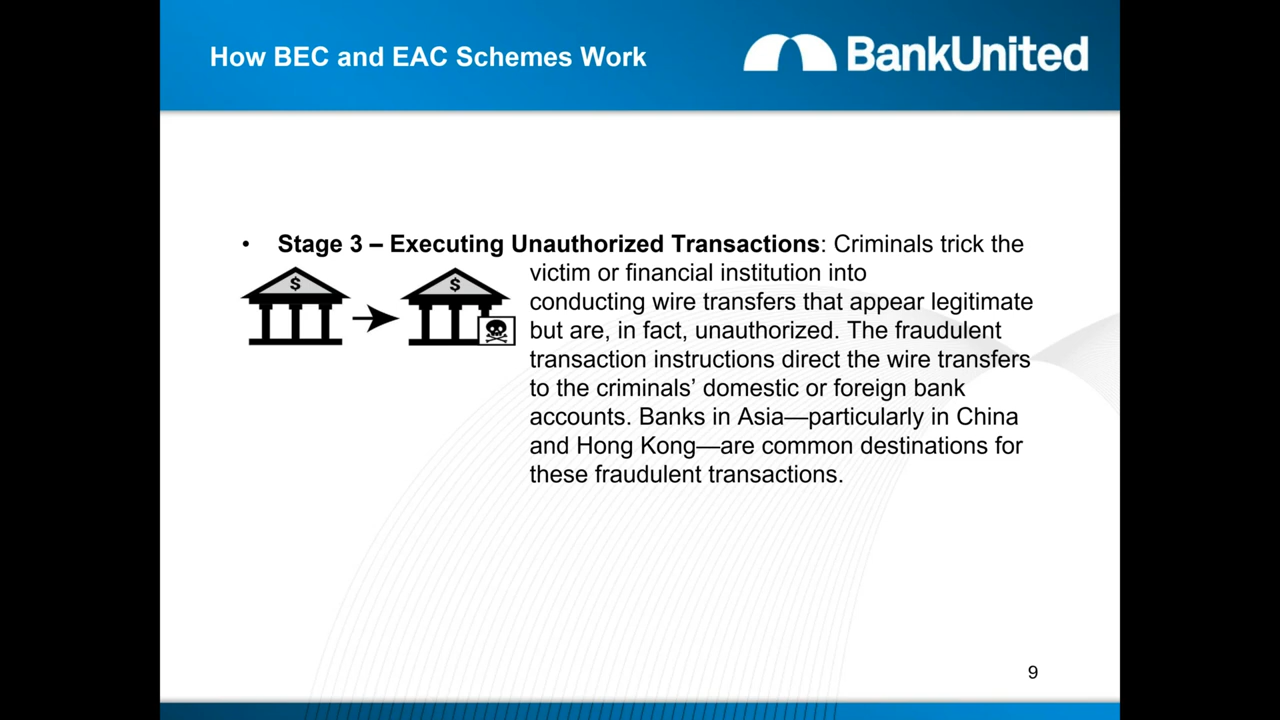 How BEC and EAC Schemes Work
BankUnited
• Stage 3 – Executing Unauthorized Transactions: Criminals trick the
victim or financial institution into
conducting wire transfers that appear legitimate
but are, in fact, unauthorized. The fraudulent
transaction instructions direct the wire transfers
to the criminals’ domestic or foreign bank
accounts. Banks in Asia—particularly in China
and Hong Kong—are common destinations for
these fraudulent transactions.
$
$
9